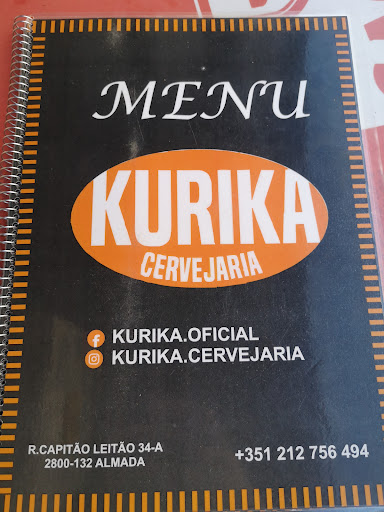 MENU
KURIKA
CERVEJARIA
KURIKA.OFICIAL
KURIKA.CERVEJARIA
R.CAPITÃO LEITÃO 34-A
2800-132 ALMADA
+351 212 756 494